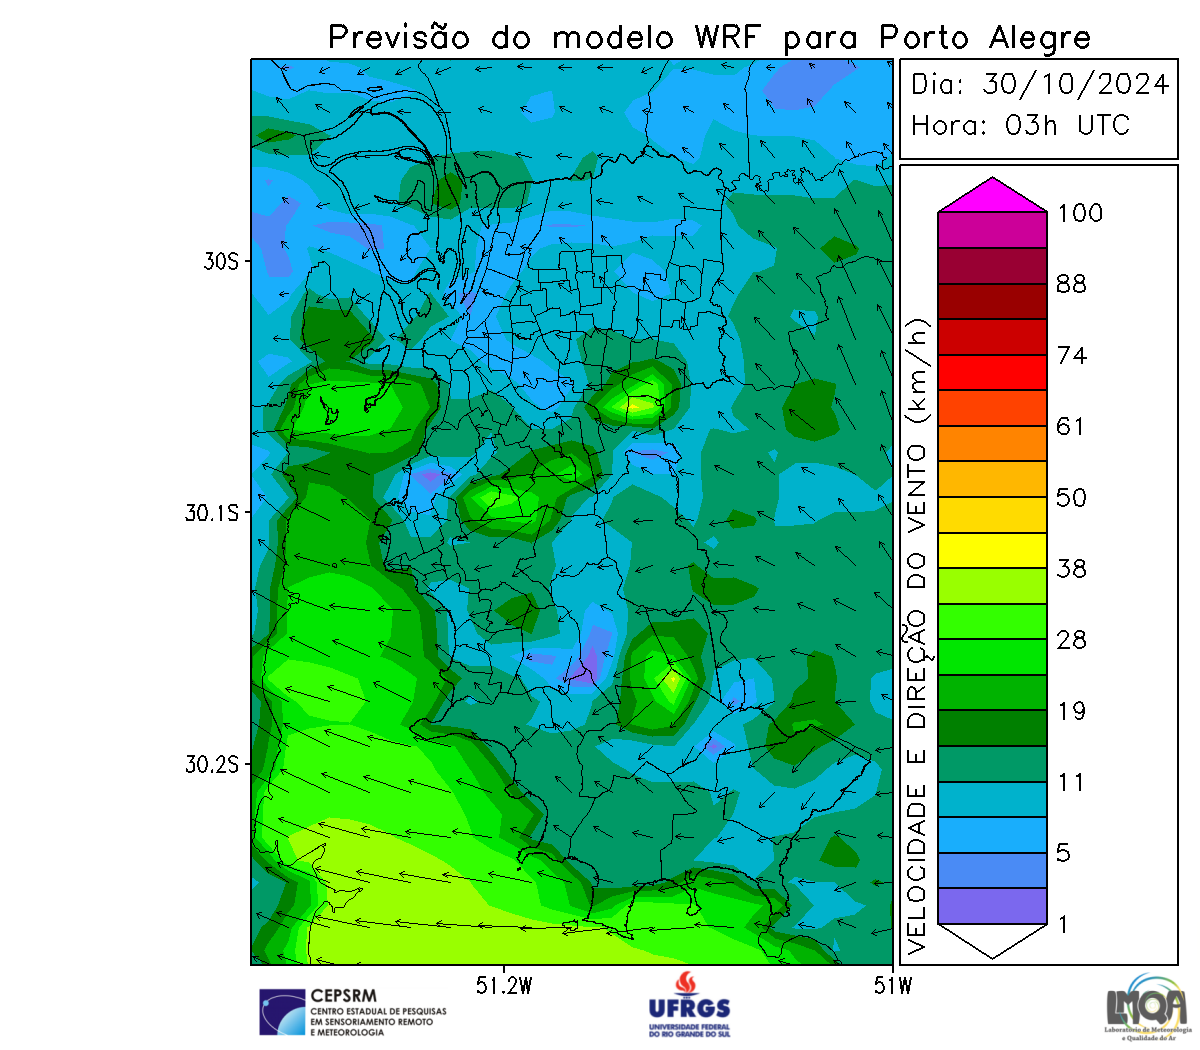 Previsão do modelo WRF para Porto Alegre
Dia: 30/10/2024
Hora: 03h UTC
30S
30.1S
30.2S
51.2W
51W
VELOCIDADE E DIREÇÃO DO VENTO (km/h)
100
88
74
61
50
38
28
19
11
5
1
CEPSRM
CENTRO ESTADUAL DE PESQUISAS
EM SENSORIAMENTO REMOTO
E METEOROLOGIA
UFRGS
UNIVERSIDADE FEDERAL
DO RIO GRANDE DO SUL
LMQA
Laboratório de Meteorologia
e Qualidade do Ar